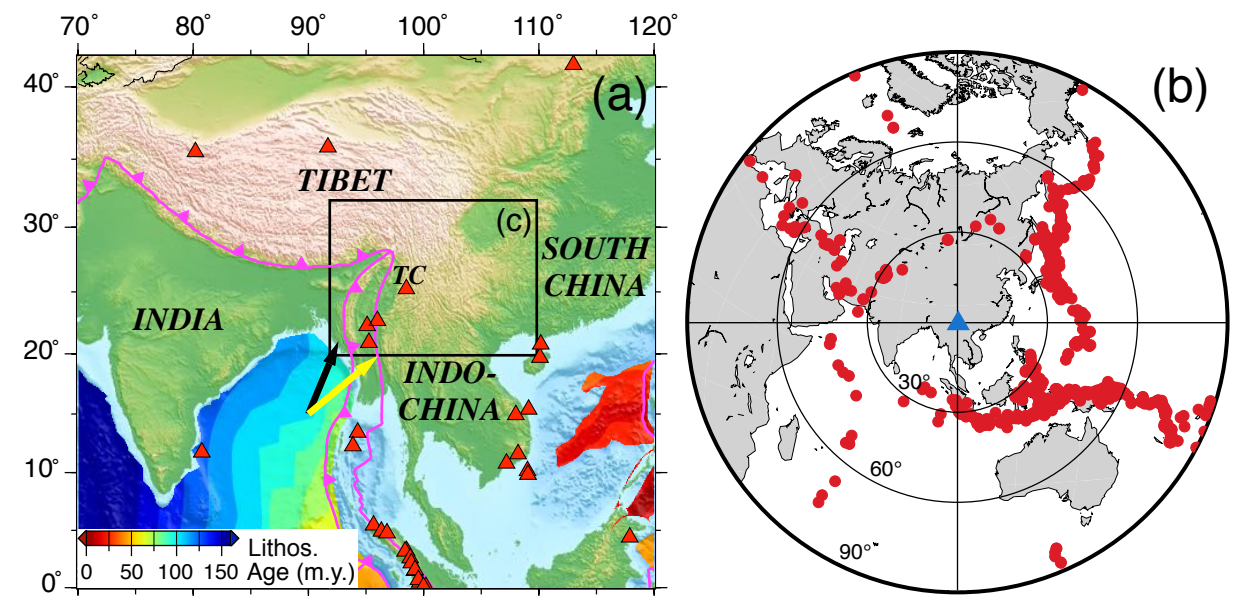 70° 80° 90° 100° 110° 120°
40°
(a)
(b)
TIBET
30°
(c)
SOUTH
CHINA
TC
INDIA
20°
INDO-
CHINA
30°
10°
60°
Lithos.
0 50 100 150 Age (m.y.)
90°
0°